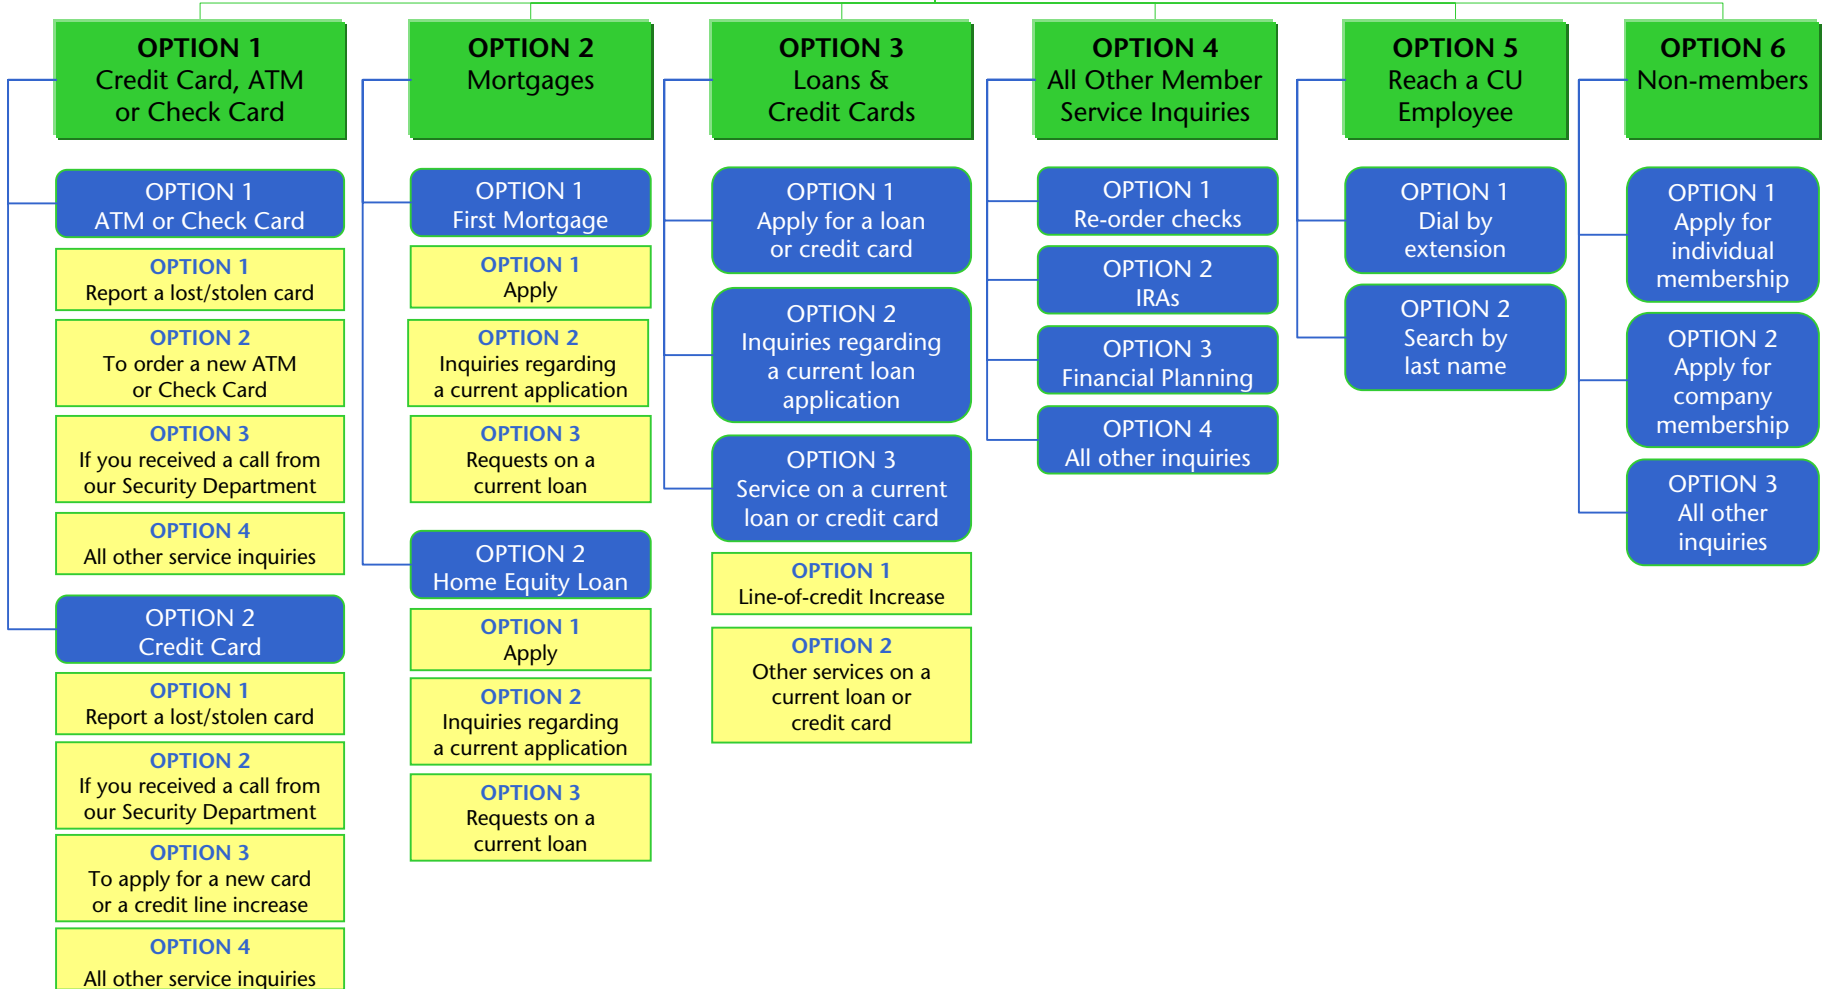 OPTION 1
Credit Card, ATM
or Check Card
OPTION 1
ATM or Check Card
OPTION 1
Report a lost/stolen card
OPTION 2
To order a new ATM
or Check Card
OPTION 3
If you received a call from
our Security Department
OPTION 4
All other service inquiries
OPTION 2
Credit Card
OPTION 1
Report a lost/stolen card
OPTION 2
If you received a call from
our Security Department
OPTION 3
To apply for a new card
or a credit line increase
OPTION 4
All other service inquiries
OPTION 2
Mortgages
OPTION 1
First Mortgage
OPTION 1
Apply
OPTION 2
Inquiries regarding
a current application
OPTION 3
Requests on a
current loan
OPTION 2
Home Equity Loan
OPTION 1
Apply
OPTION 2
Inquiries regarding
a current application
OPTION 3
Requests on a
current loan
OPTION 3
Loans &
Credit Cards
OPTION 1
Apply for a loan
or credit card
OPTION 2
Inquiries regarding
a current loan
application
OPTION 3
Service on a current
loan or credit card
OPTION 1
Line-of-credit Increase
OPTION 2
Other services on a
current loan or
credit card
OPTION 4
All Other Member
Service Inquiries
OPTION 1
Re-order checks
OPTION 2
IRAs
OPTION 3
Financial Planning
OPTION 4
All other inquiries
OPTION 5
Reach a CU
Employee
OPTION 1
Dial by
extension
OPTION 2
Search by
last name
OPTION 6
Non-members
OPTION 1
Apply for
individual
membership
OPTION 2
Apply for
company
membership
OPTION 3
All other
inquiries